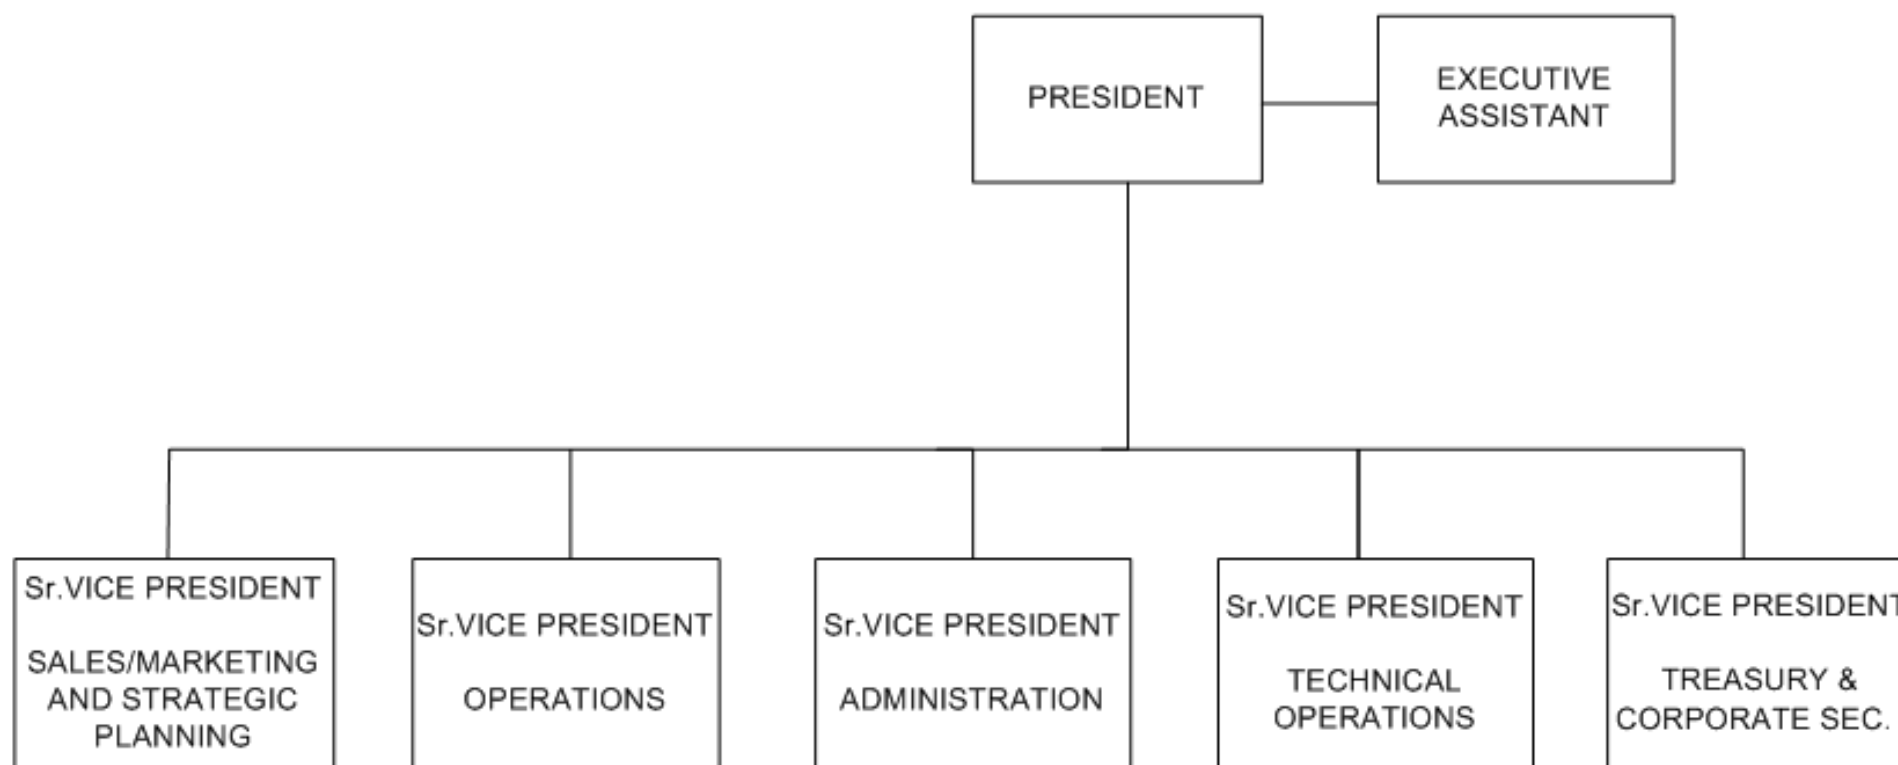 PRESIDENT
EXECUTIVE
ASSISTANT
Sr.VICE PRESIDENT
SALES/MARKETING
AND STRATEGIC
PLANNING
Sr.VICE PRESIDENT
OPERATIONS
Sr.VICE PRESIDENT
ADMINISTRATION
Sr.VICE PRESIDENT
TECHNICAL
OPERATIONS
Sr.VICE PRESIDENT
TREASURY &
CORPORATE SEC.